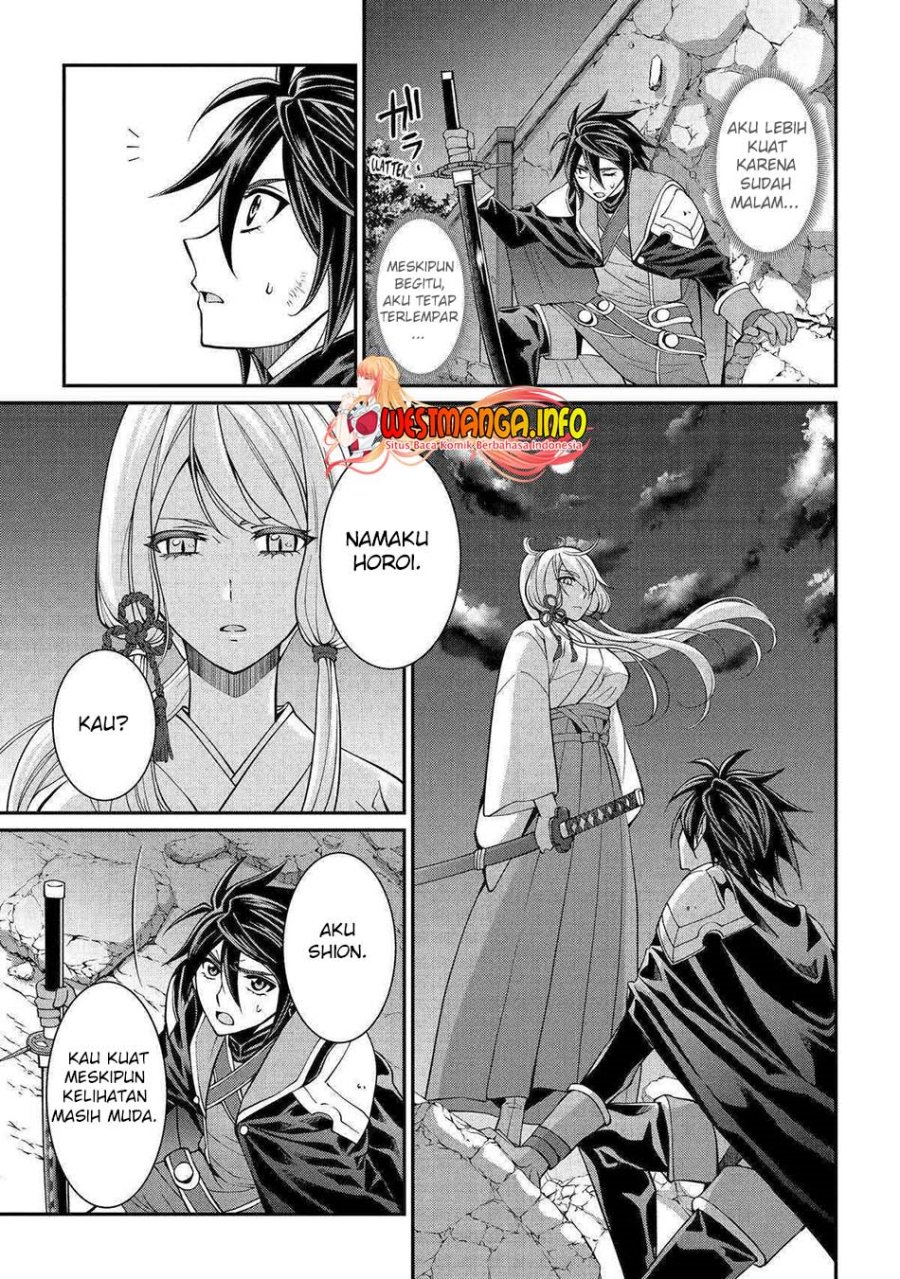 AKU LEBIH
KUAT
KARENA
SUDAH
MALAM...
ガラ
WATTER
MESKIPUN
BEGITU,
AKU TETAP
TERLEMPAR
...
WESTMANGA.INFO
Situs Baca Komik Berbahasa Indonesia
NAMAKU
HOROI.
KAU?
AKU
SHION.
KAU KUAT
MESKIPUN
KELIHATAN
MASIH MUDA.